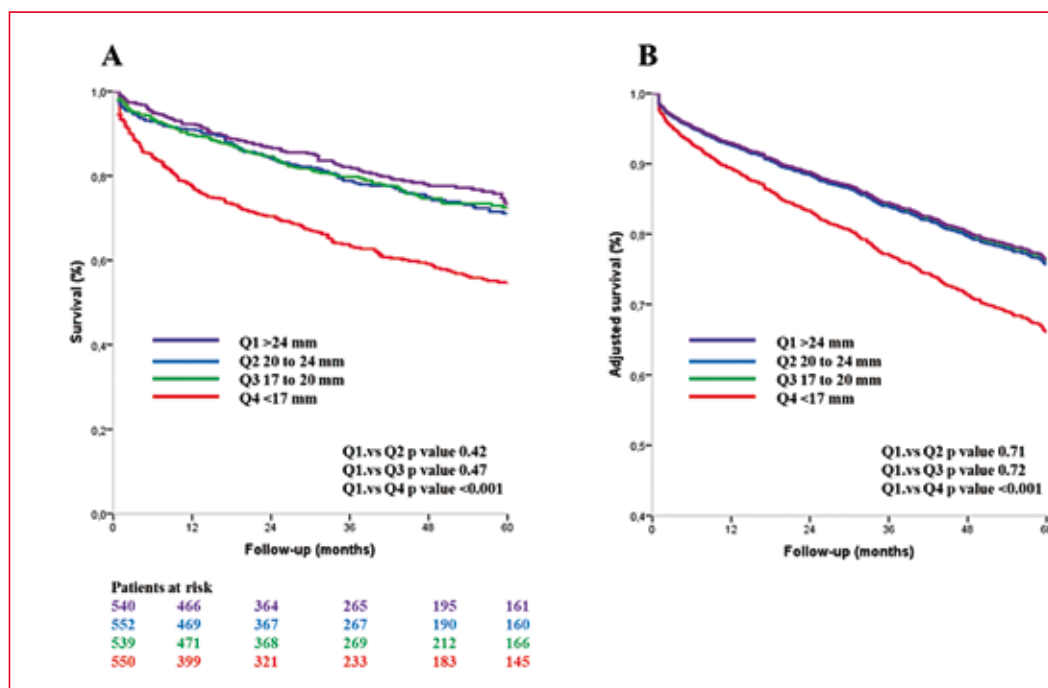 A
1,0
0,8
0,6
0,4
0,2
0,0
Survival (%)
Q1 >24 mm
Q2 20 to 24 mm
Q3 17 to 20 mm
Q4 <17 mm
Q1.vs Q2 p value 0.42
Q1.vs Q3 p value 0.47
Q1.vs Q4 p value <0.001
0 12 24 36 48 60
Follow-up (months)
Patients at risk
540 466 364 265 195 161
552 469 367 267 190 160
539 471 368 269 212 166
550 399 321 233 183 145
B
1,0
0,9
0,8
0,7
0,6
0,5
0,4
Adjusted survival (%)
Q1 >24 mm
Q2 20 to 24 mm
Q3 17 to 20 mm
Q4 <17 mm
Q1.vs Q2 p value 0.71
Q1.vs Q3 p value 0.72
Q1.vs Q4 p value <0.001
0 12 24 36 48 60
Follow-up (months)